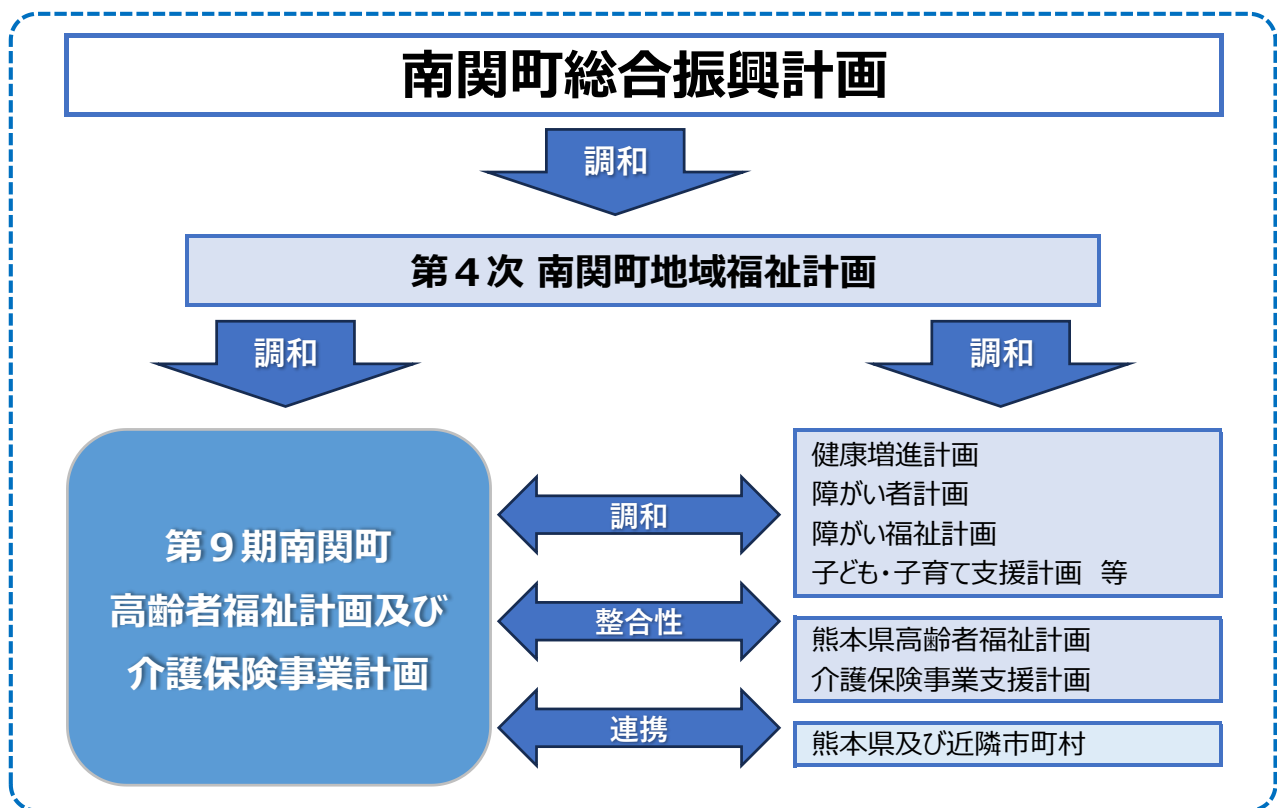 南関町総合振興計画
調和
第４次 南関町地域福祉計画
調和
調和
第９期南関町
高齢者福祉計画及び
介護保険事業計画
調和
整合性
連携
健康増進計画
障がい者計画
障がい福祉計画
子ども・子育て支援計画　等
熊本県高齢者福祉計画
介護保険事業支援計画
熊本県及び近隣市町村